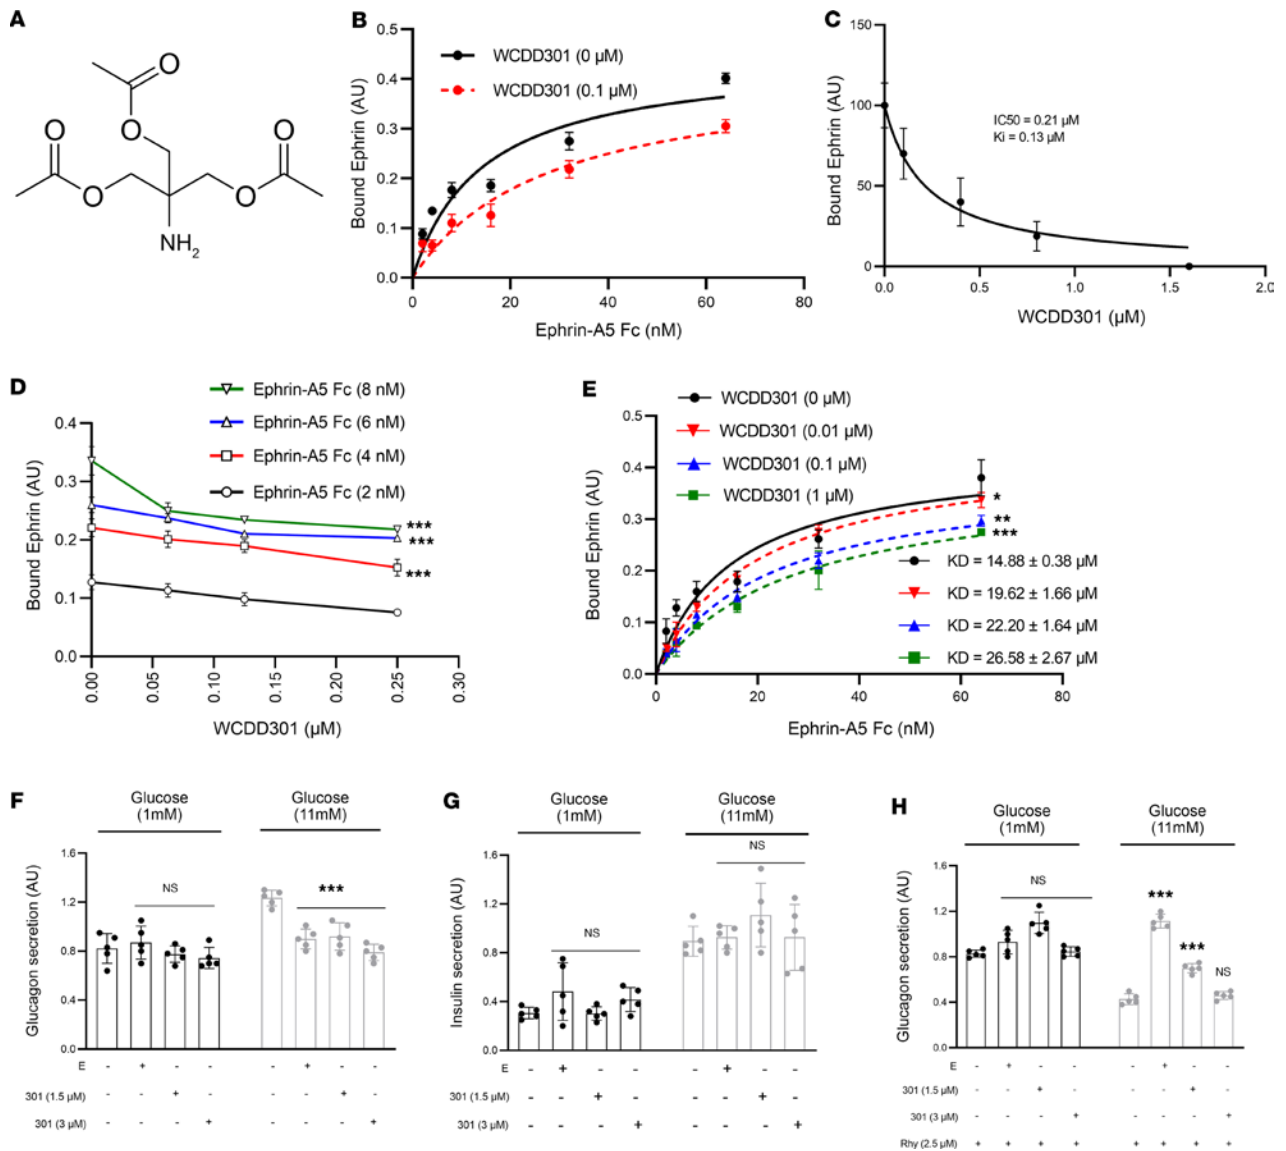 A
O
O
O
O
O
O
NH2
B
WCDD301 (0 µM)
WCDD301 (0.1 µM)
Bound Ephrin (AU)
0.5
0.4
0.3
0.2
0.1
0.0
0 20 40 60 80
Ephrin-A5 Fc (nM)
C
Bound Ephrin (AU)
150
100
50
0
IC50 = 0.21 µM
Ki = 0.13 µM
0.0 0.5 1.0 1.5 2.0
WCDD301 (µM)
D
Ephrin-A5 Fc (8 nM)
Ephrin-A5 Fc (6 nM)
Ephrin-A5 Fc (4 nM)
Ephrin-A5 Fc (2 nM)
Bound Ephrin (AU)
0.4
0.3
0.2
0.1
0.0
***
***
***
0.00 0.05 0.10 0.15 0.20 0.25 0.30
WCDD301 (µM)
E
WCDD301 (0 µM)
WCDD301 (0.01 µM)
WCDD301 (0.1 µM)
WCDD301 (1 µM)
Bound Ephrin (AU)
0.5
0.4
0.3
0.2
0.1
0.0
*
**
***
KD = 14.88 ± 0.38 µM
KD = 19.62 ± 1.66 µM
KD = 22.20 ± 1.64 µM
KD = 26.58 ± 2.67 µM
0 20 40 60 80
Ephrin-A5 Fc (nM)
F
Glucose
(1mM)
Glucose
(11mM)
Glucagon secretion (AU)
1.6
1.2
0.8
0.4
0.0
NS
***
E - + - - - + - -
301 (1.5 µM) - - + - - - + -
301 (3 µM) - - - + - - - +
G
Glucose
(1mM)
Glucose
(11mM)
Insulin secretion (AU)
1.6
1.2
0.8
0.4
0.0
NS
NS
E - + - - - + - -
301 (1.5 µM) - - + - - - + -
301 (3 µM) - - - + - - - +
H
Glucose
(1mM)
Glucose
(11mM)
Glucagon secretion (AU)
1.6
1.2
0.8
0.4
0.0
NS
***
***
NS
E - + - - - + - -
301 (1.5 µM) - - + - - - + -
301 (3 µM) - - - + - - - +
Rhy (2.5 µM) + + + + + + + +